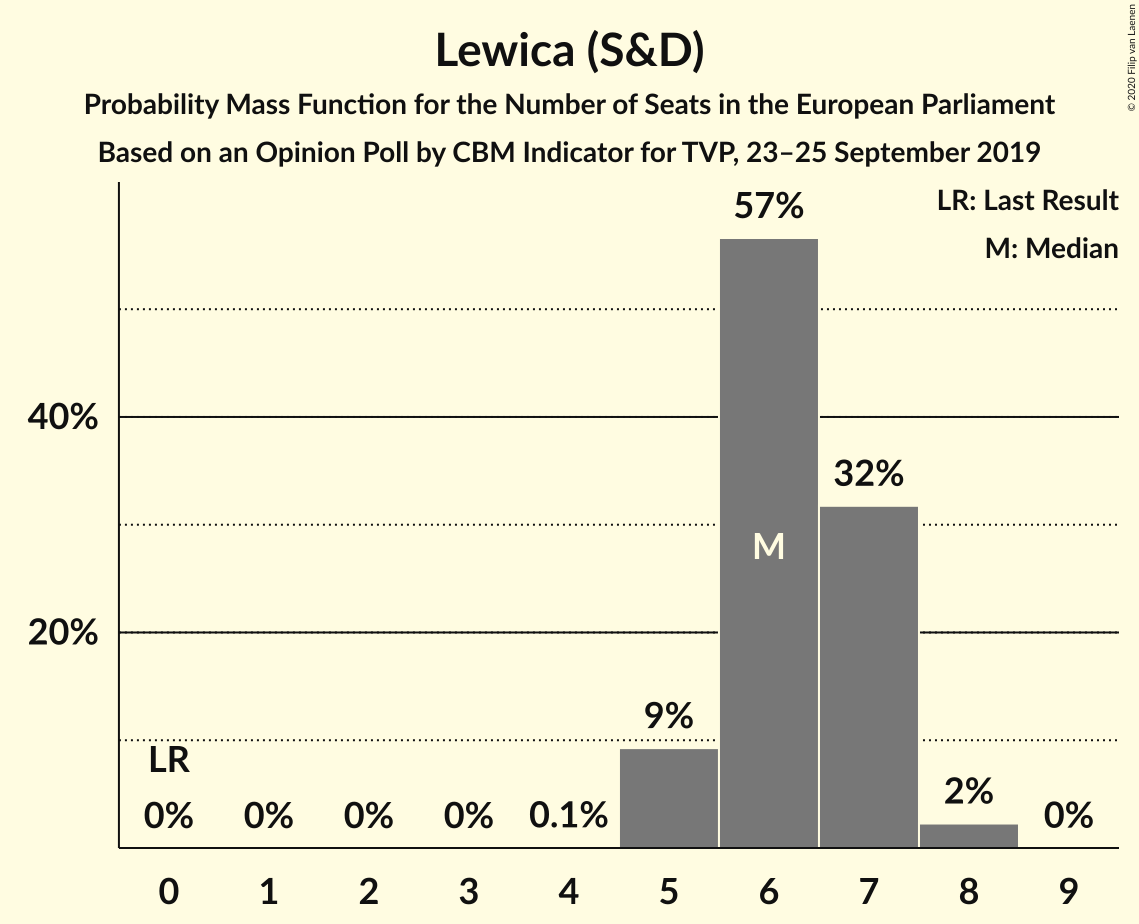 Lewica (S&D)
Probability Mass Function for the Number of Seats in the European Parliament
Based on an Opinion Poll by CBM Indicator for TVP, 23–25 September 2019
© 2020 Filip van Laenen
LR: Last Result
M: Median
57%
40%
32%
M
20%
9%
LR
2%
0% 0% 0% 0% 0.1% 0%
0 1 2 3 4 5 6 7 8 9